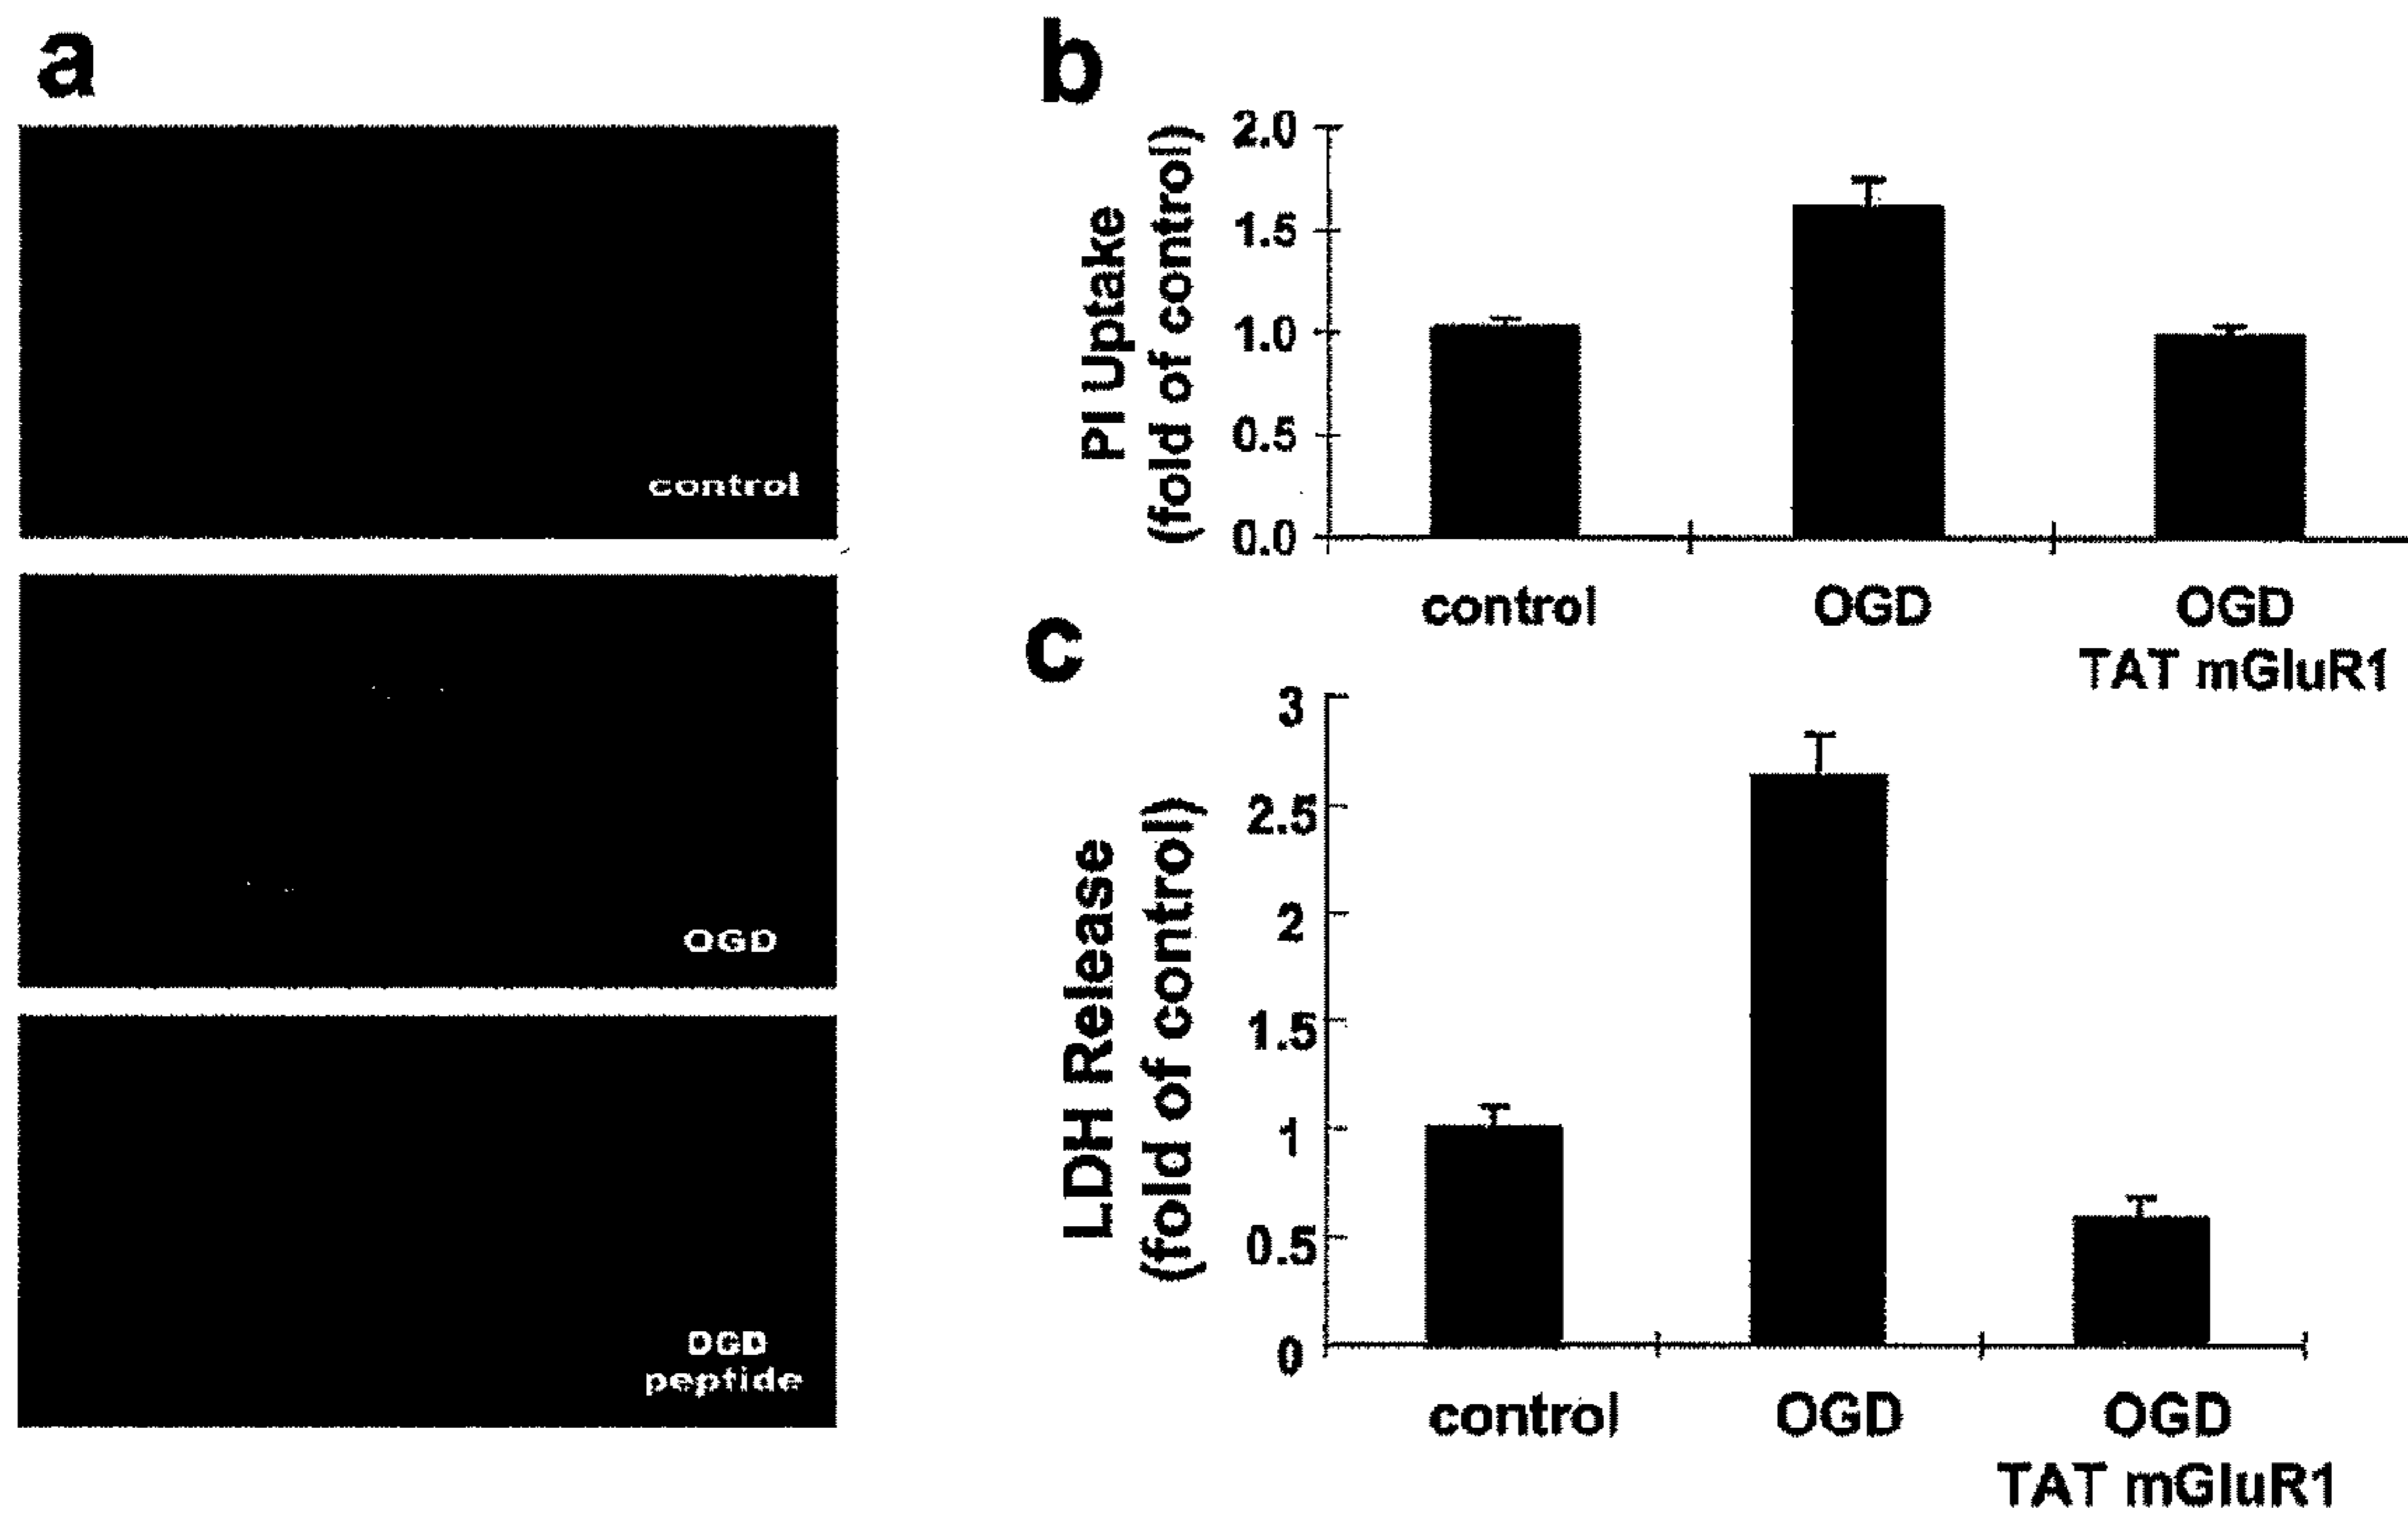 a
control
OGD
OGD
peptide
b
PI Uptake
(fold of control)
2.0
1.5
1.0
0.5
0.0
control
OGD
OGD
TAT mGluR1
c
LDH Release
(fold of control)
3
2.5
2
1.5
1
0.5
0
control
OGD
OGD
TAT mGluR1